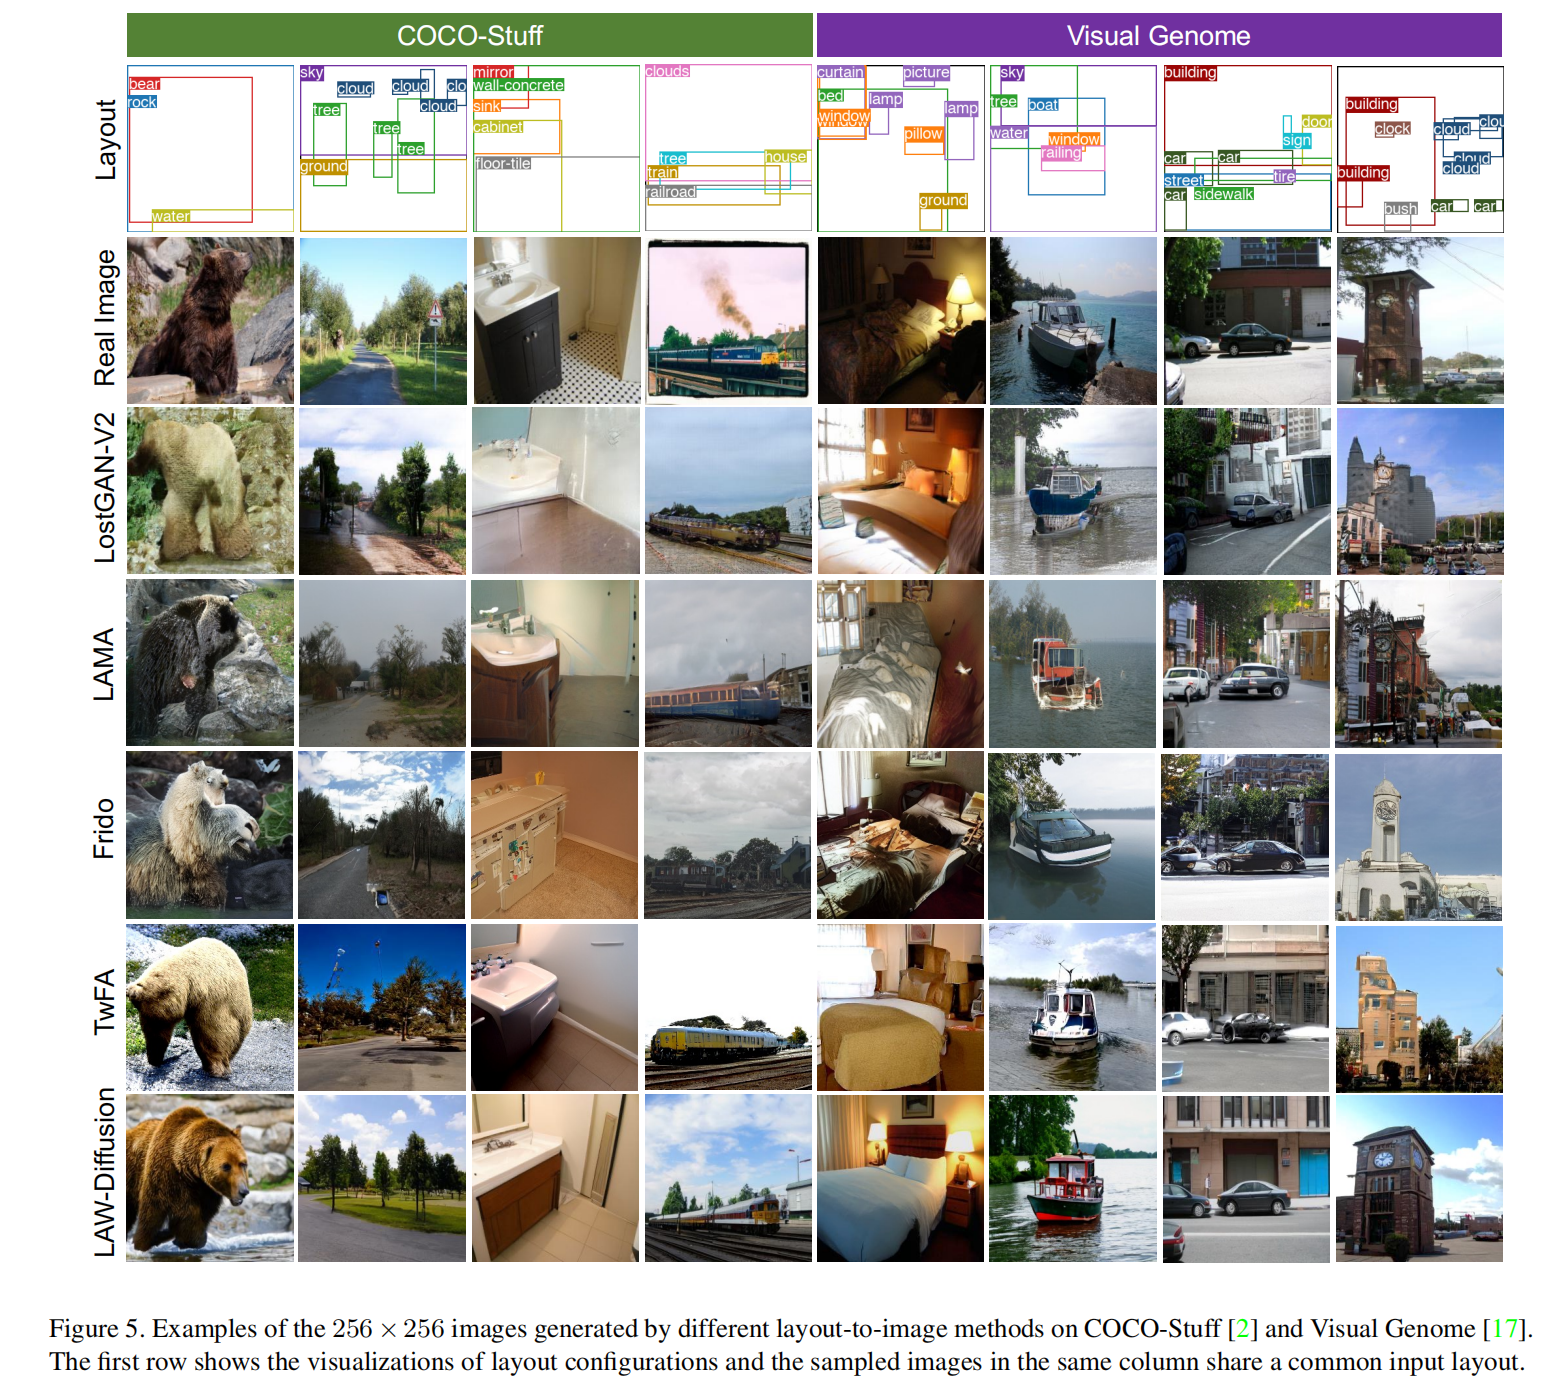 COCO-Stuff
Visual Genome
Layout
bear
rock
water
sky
cloud
cloud
clo
cloud
tree
tree
tree
ground
mirror
wall-concrete
sink
cabinet
floor-tile
clouds
tree
house
train
railroad
curtain
picture
bed
lamp
lamp
window
window
pillow
ground
sky
tree
boat
water
window
railing
building
door
sign
car
car
street
tire
car
sidewalk
building
clock
cloud
clou
cloud
cloud
building
bush
car
car
Real Image
LostGAN-V2
LAMA
Frido
TwFA
LAW-Diffusion
Figure 5. Examples of the 256 × 256 images generated by different layout-to-image methods on COCO-Stuff [2] and Visual Genome [17].
The first row shows the visualizations of layout configurations and the sampled images in the same column share a common input layout.